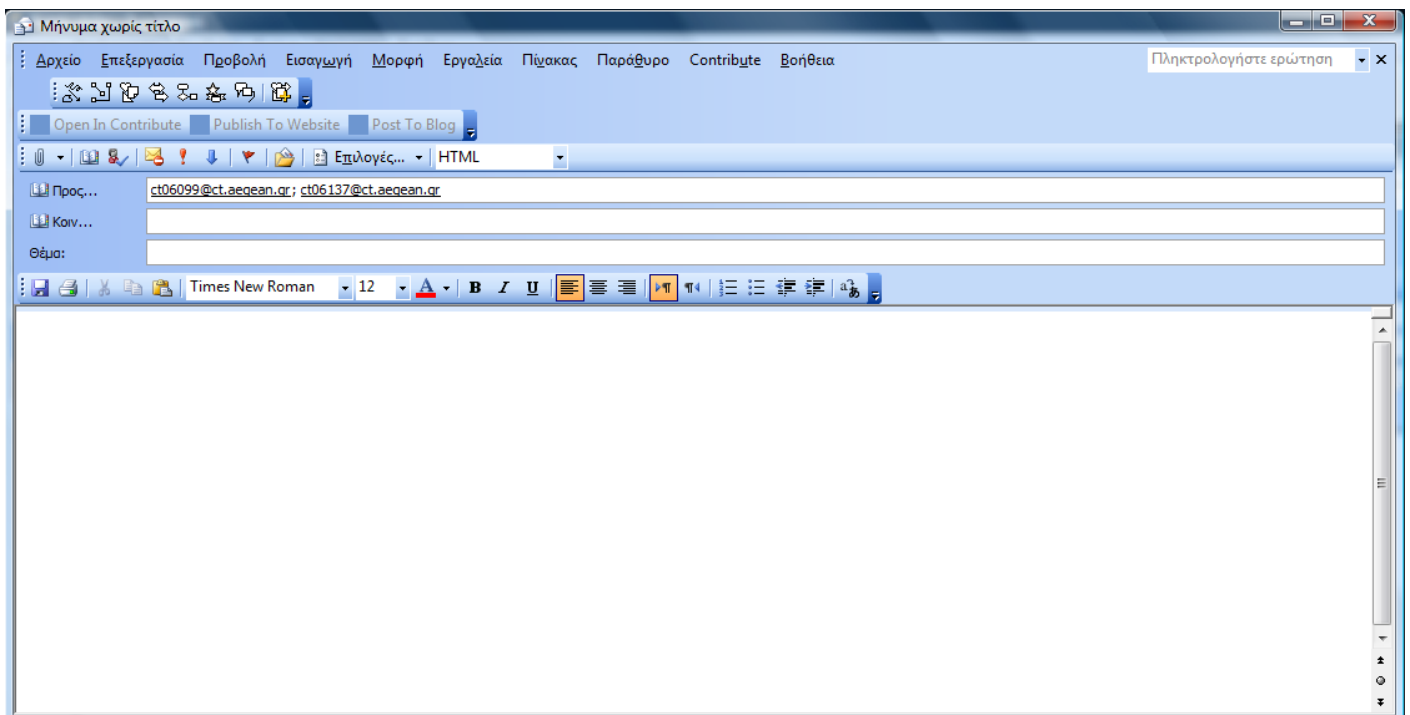 Μήνυμα χωρίς τίτλο
Αρχείο Επεξεργασία Προβολή Εισαγωγή Μορφή Εργαλεία Πίνακας Παράθυρο Contribute Βοήθεια Πληκτρολογήστε ερώτηση
Open In Contribute Publish To Website Post To Blog
Επιλογές... HTML
Προς... ct06099@ct.aegean.gr; ct06137@ct.aegean.gr
Κοιν...
Θέμα:
Times New Roman 12 A B I U